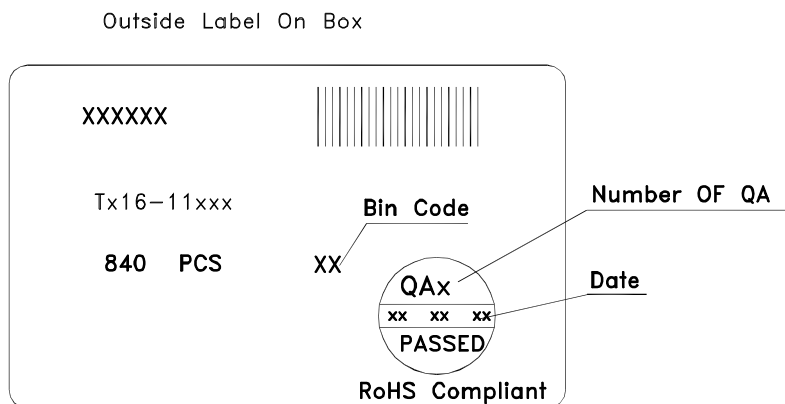 Outside Label On Box
XXXXXX
Tx16-11xxx
Bin Code
Number OF QA
840 PCS
XX
QAx
Date
xx xx xx
PASSED
RoHS Compliant